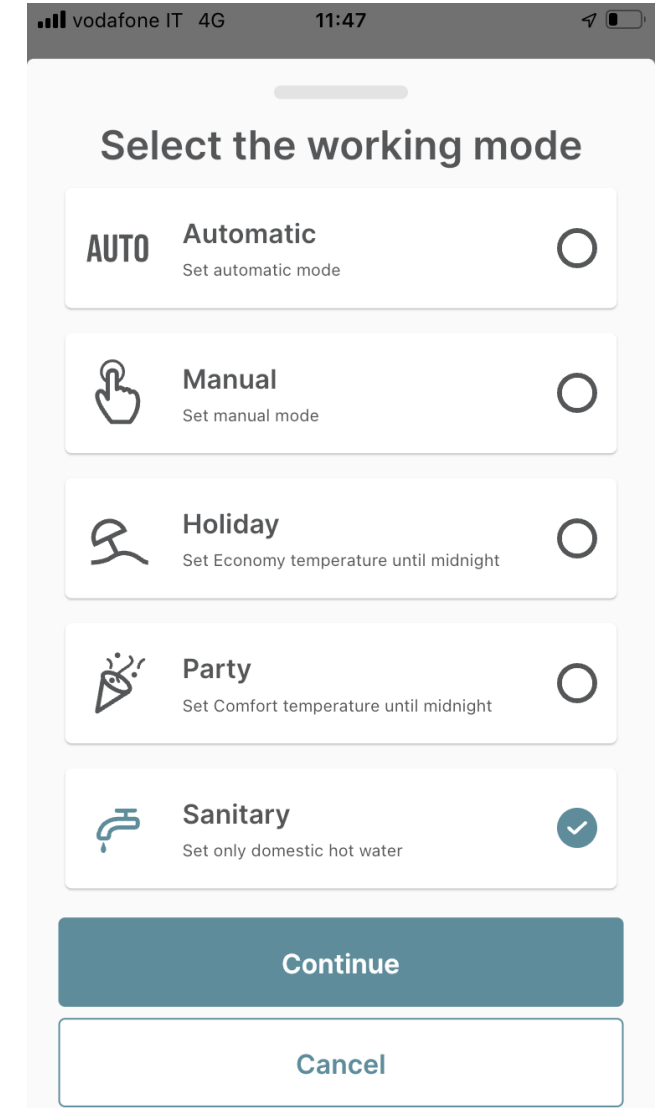 vodafone IT 4G 11:47
Select the working mode
AUTO
Automatic
Set automatic mode
Manual
Set manual mode
Holiday
Set Economy temperature until midnight
Party
Set Comfort temperature until midnight
Sanitary
Set only domestic hot water
Continue
Cancel